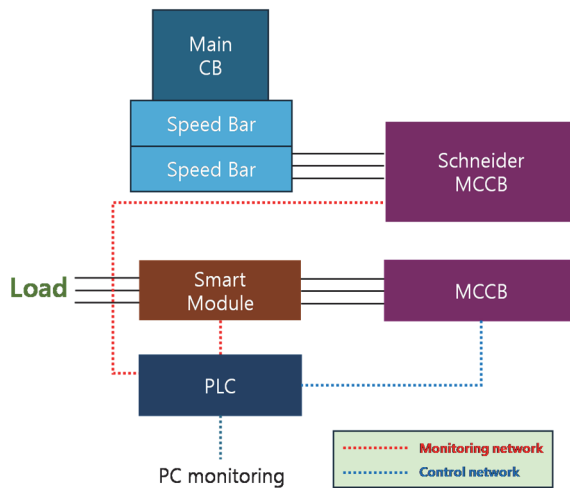 Main
CB
Speed Bar
Speed Bar
Schneider
MCCB
Load
Smart
Module
MCCB
PLC
PC monitoring
Monitoring network
Control network